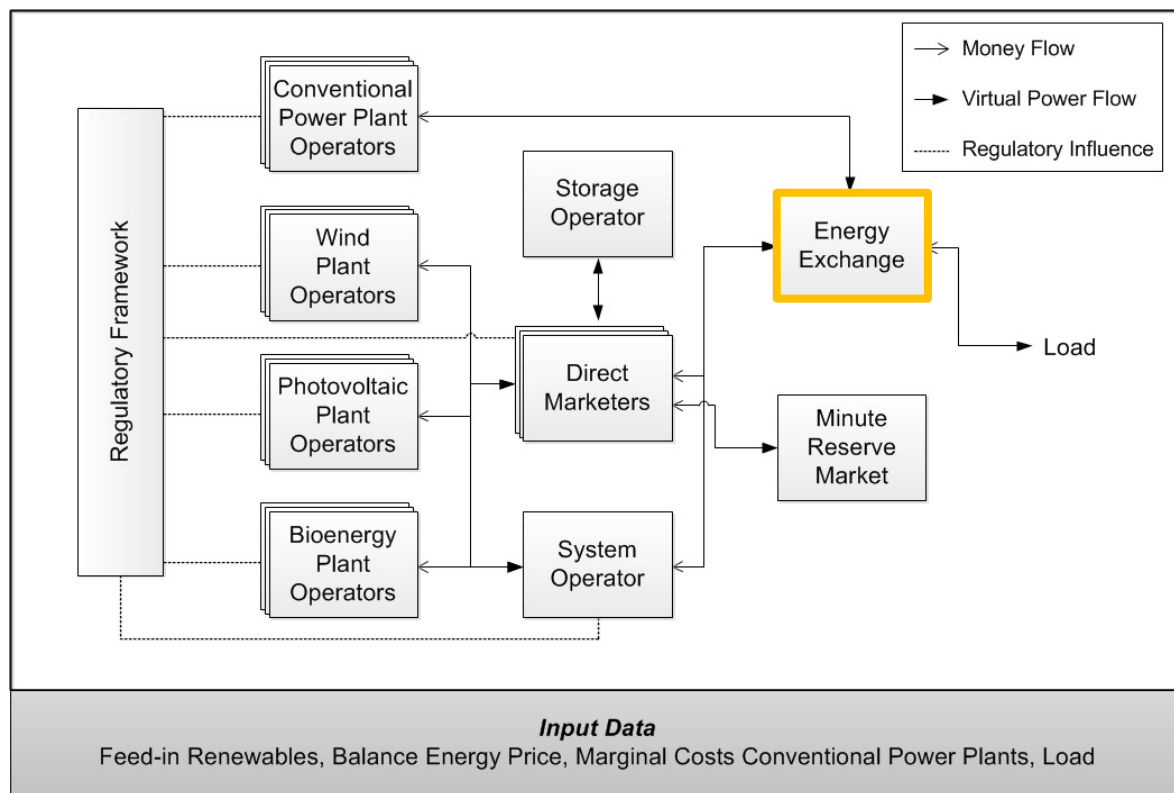 Money Flow
Virtual Power Flow
Regulatory Influence
Regulatory Framework
Conventional
Power Plant
Operators
Wind
Plant
Operators
Photovoltaic
Plant
Operators
Bioenergy
Plant
Operators
Storage
Operator
Direct
Marketers
System
Operator
Energy
Exchange
Minute
Reserve
Market
Load
Input Data
Feed-in Renewables, Balance Energy Price, Marginal Costs Conventional Power Plants, Load